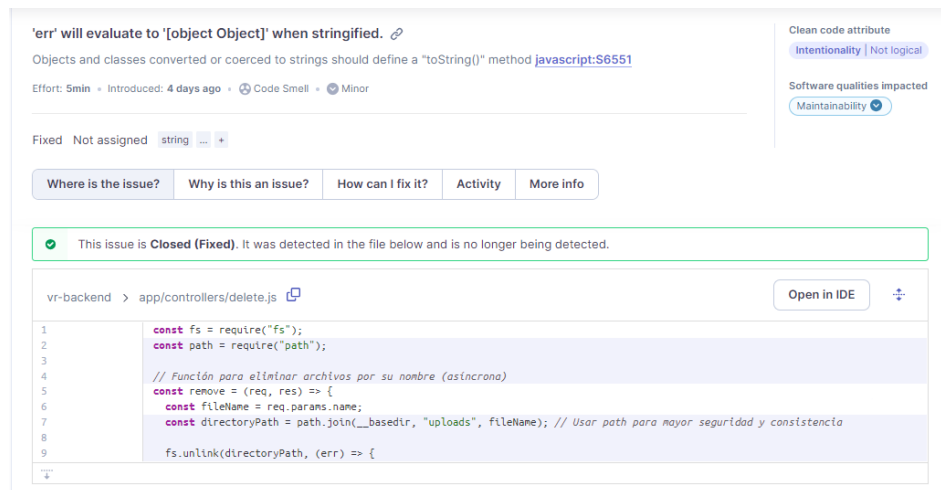 'err' will evaluate to '[object Object]' when stringified.
Objects and classes converted or coerced to strings should define a "toString()" method javascript:S6551
Effort: 5min • Introduced: 4 days ago • Code Smell • Minor
Clean code attribute
Intentionality | Not logical
Software qualities impacted
Maintainability
Fixed Not assigned string ... +
Where is the issue? Why is this an issue? How can I fix it? Activity More info
This issue is Closed (Fixed). It was detected in the file below and is no longer being detected.
vr-backend > app/controllers/delete.js
Open in IDE
1 const fs = require("fs");
2 const path = require("path");
3
4 // Función para eliminar archivos por su nombre (asíncrona)
5 const remove = (req, res) => {
6 const fileName = req.params.name;
7 const directoryPath = path.join(__basedir, "uploads", fileName); // Usar path para mayor seguridad y consistencia
8
9 fs.unlink(directoryPath, (err) => {